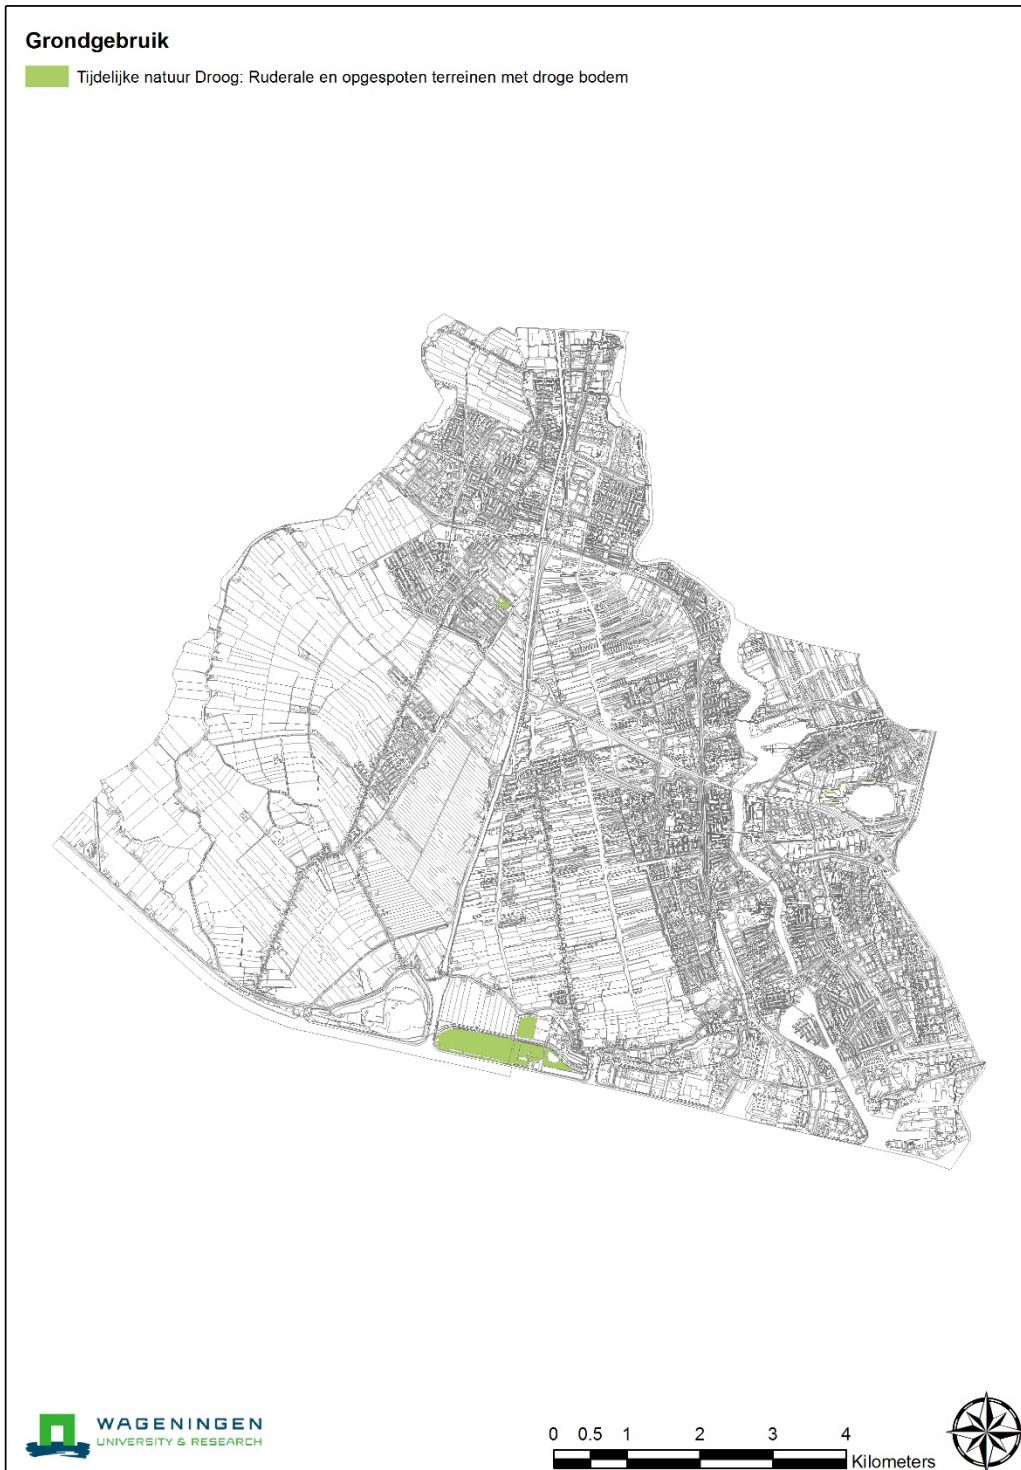 Grondgebruik
Tijdelijke natuur Droog: Ruderale en opgespoten terreinen met droge bodem
WAGENINGEN
UNIVERSITY & RESEARCH
0 0.5 1 2 3 4
Kilometers